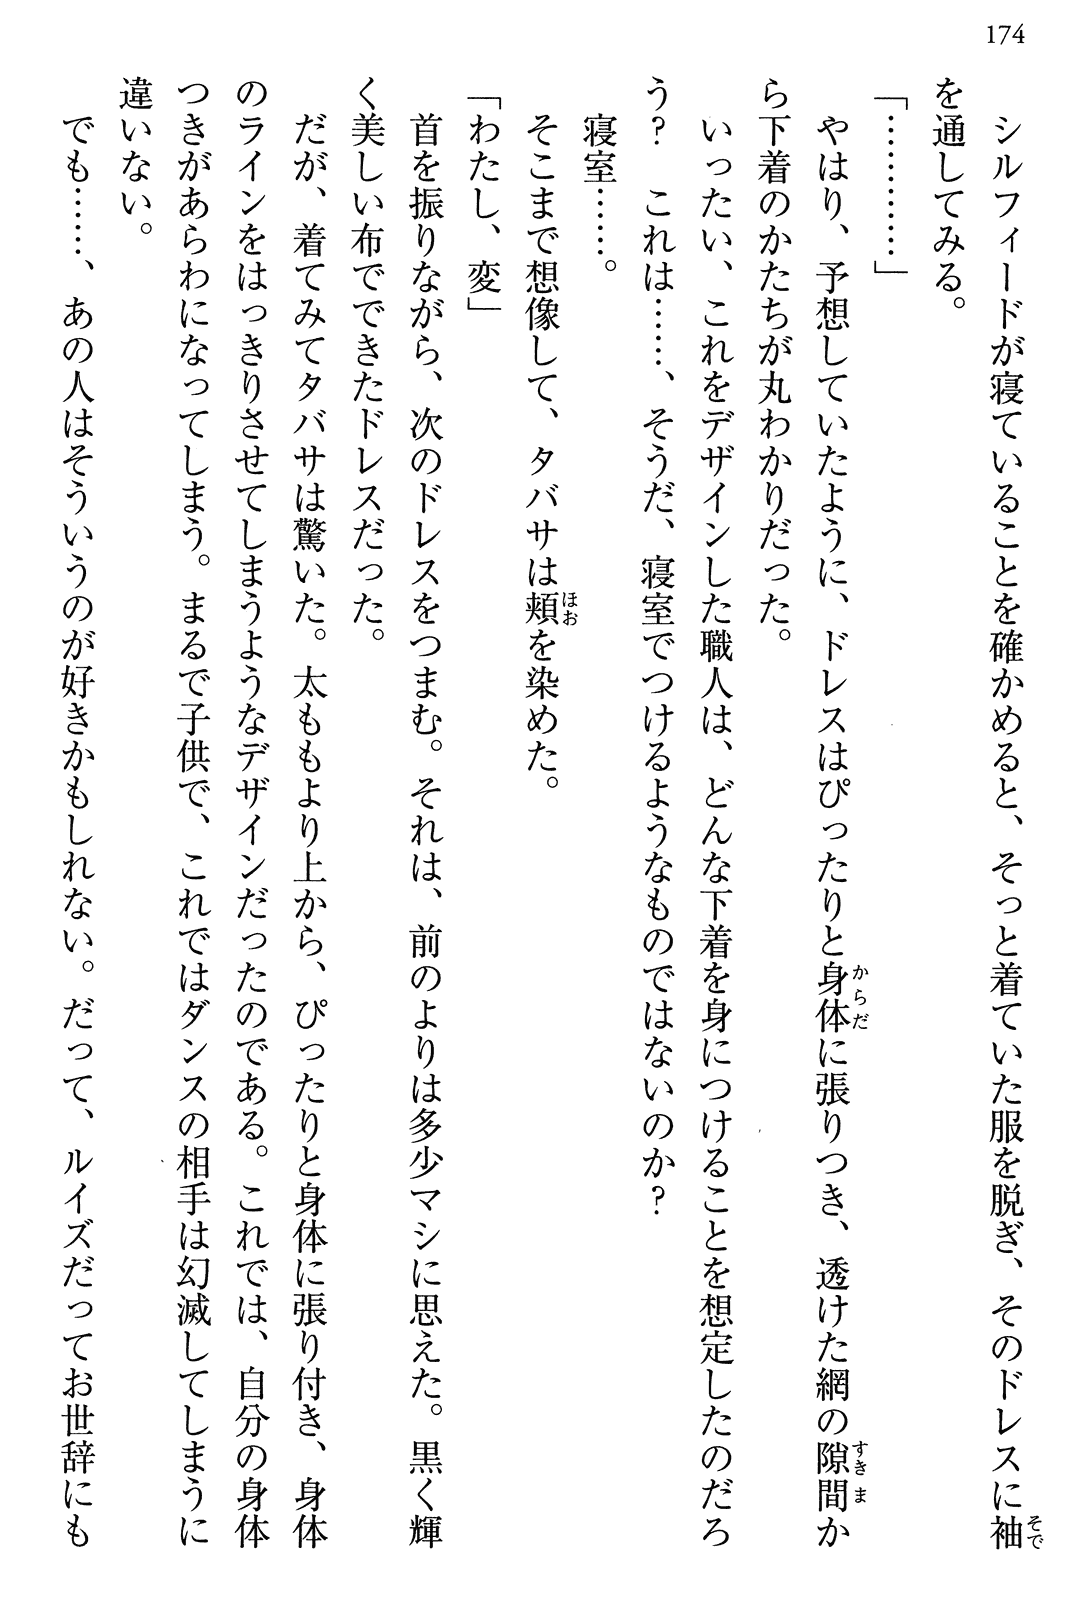 174
シルフィードが寝ていることを確かめると、そっと着ていた服を脱ぎ、そのドレスに袖
を通してみる。
「…………」
やはり、予想していたように、ドレスはぴったりと身体に張りつき、透けた網の隙間か
ら下着のかたちが丸わかりだった。
いったい、これをデザインした職人は、どんな下着を身につけることを想定したのだろ
う？　これは……、そうだ、寝室でつけるようなものではないのか？
寝室……。
そこまで想像して、タバサは頬を染めた。
「わたし、変」
首を振りながら、次のドレスをつまむ。それは、前のよりは多少マシに思えた。黒く輝
く美しい布でできたドレスだった。
だが、着てみてタバサは驚いた。太ももより上から、ぴったりと身体に張り付き、身体
のラインをはっきりさせてしまうようなデザインだったのである。これでは、自分の身体
つきがあらわになってしまう。まるで子供で、これではダンスの相手は幻滅してしまうに
違いない。
でも……、あの人はそういうのが好きかもしれない。だって、ルイズだってお世辞にも